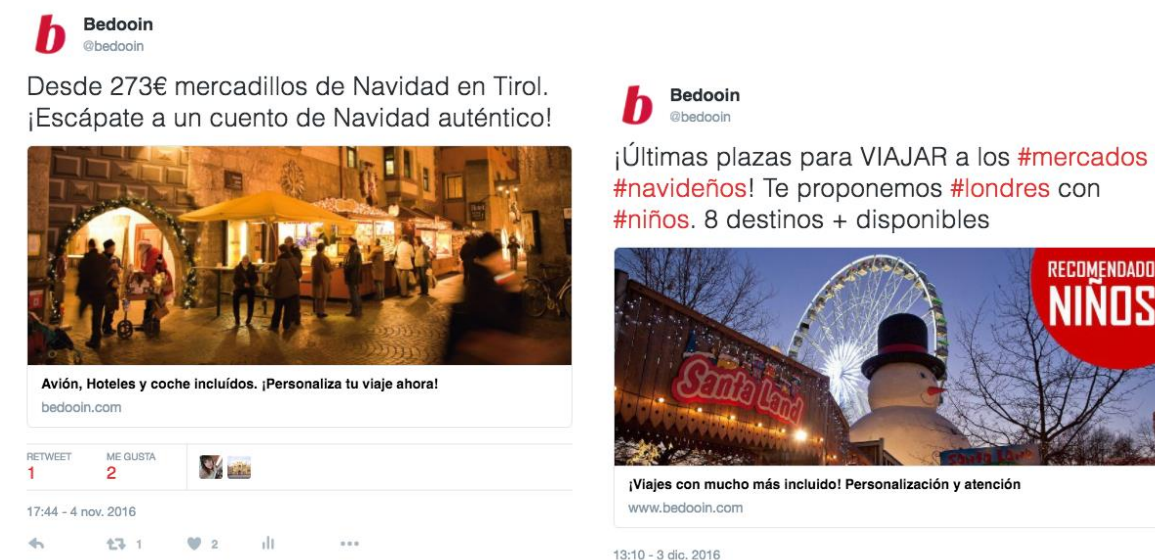 Bedooin
@bedooin
Desde 273€ mercadillos de Navidad en Tirol.
¡Escápate a un cuento de Navidad auténtico!
Avión, Hoteles y coche incluídos. ¡Personaliza tu viaje ahora!
bedooin.com
RETWEET
1
ME GUSTA
2
17:44 - 4 nov. 2016
1
2
Bedooin
@bedooin
¡Últimas plazas para VIAJAR a los #mercados
#navideños! Te proponemos #londres con
#niños. 8 destinos + disponibles
RECOMENDADO
NIÑOS
Santa Land
Santa Land
¡Viajes con mucho más incluido! Personalización y atención
www.bedooin.com
13:10 - 3 dic. 2016